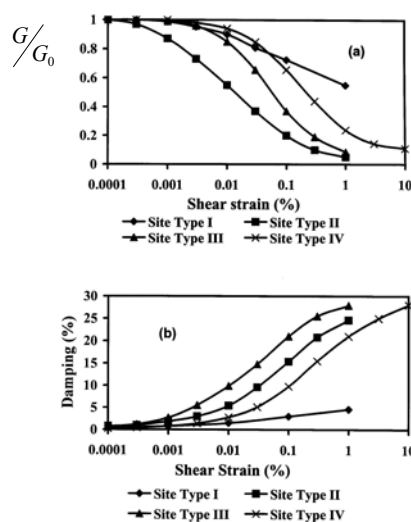 G/G0
1
0.8
0.6
0.4
0.2
0
(a)
0.0001 0.001 0.01 0.1 1 10
Shear strain (%)
Site Type I Site Type II
Site Type III Site Type IV
Damping (%)
30
25
20
15
10
5
0
(b)
0.0001 0.001 0.01 0.1 1 10
Shear Strain (%)
Site Type I Site Type II
Site Type III Site Type IV